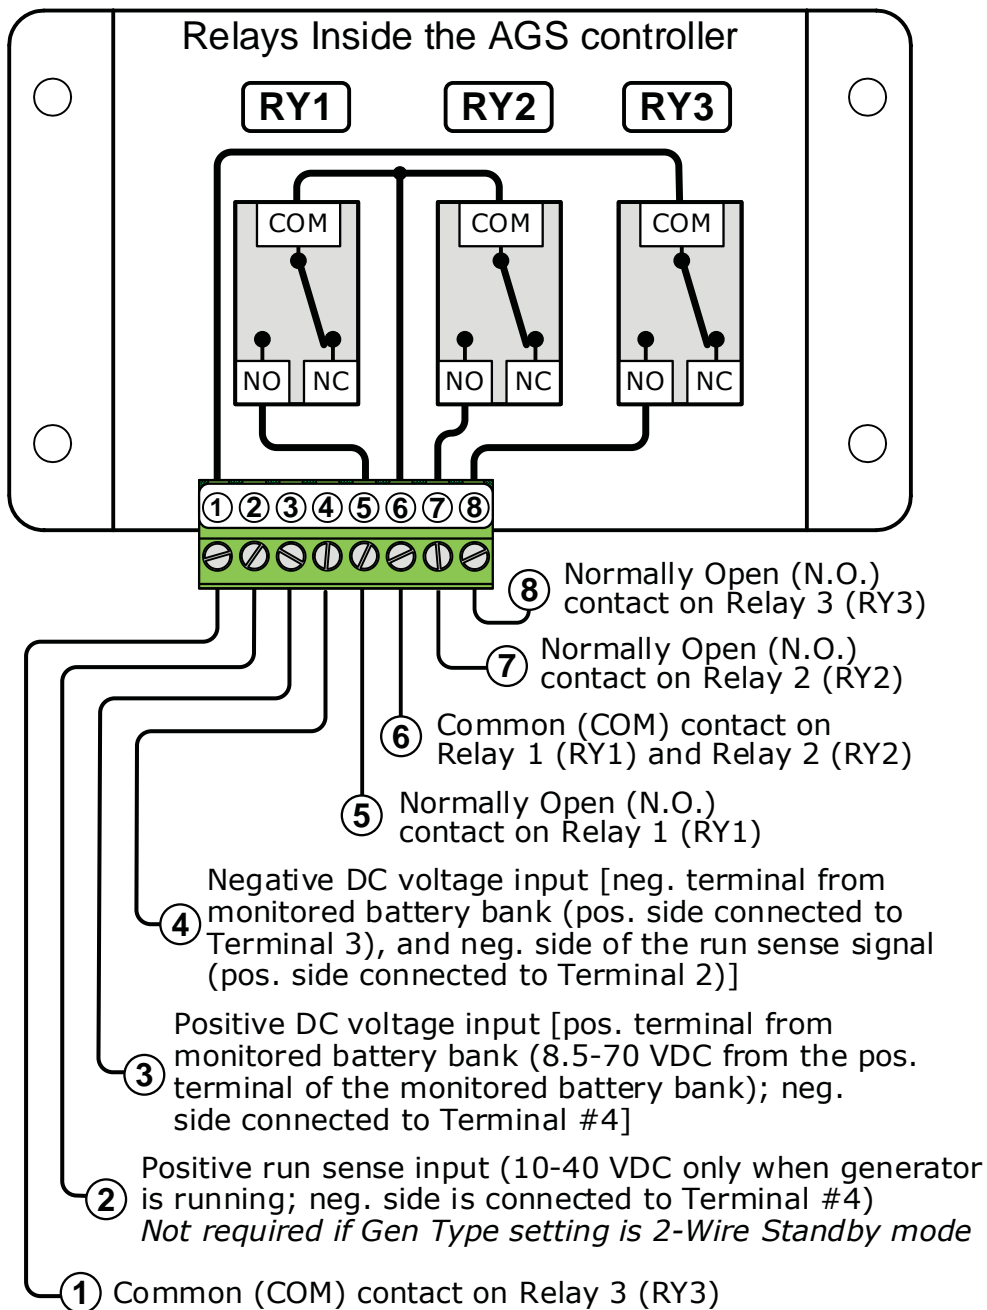 Relays Inside the AGS controller
RY1 RY2 RY3
COM COM COM
NO NC NO NC NO NC
1 2 3 4 5 6 7 8
8 Normally Open (N.O.)
contact on Relay 3 (RY3)
7 Normally Open (N.O.)
contact on Relay 2 (RY2)
6 Common (COM) contact on
Relay 1 (RY1) and Relay 2 (RY2)
5 Normally Open (N.O.)
contact on Relay 1 (RY1)
4 Negative DC voltage input [neg. terminal from
monitored battery bank (pos. side connected to
Terminal 3), and neg. side of the run sense signal
(pos. side connected to Terminal 2)]
3 Positive DC voltage input [pos. terminal from
monitored battery bank (8.5-70 VDC from the pos.
terminal of the monitored battery bank); neg.
side connected to Terminal #4]
2 Positive run sense input (10-40 VDC only when generator
is running; neg. side is connected to Terminal #4)
Not required if Gen Type setting is 2-Wire Standby mode
1 Common (COM) contact on Relay 3 (RY3)